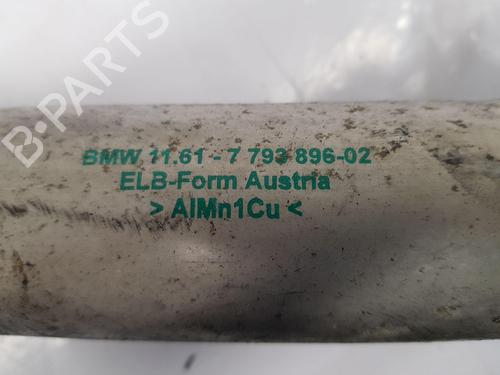 B-PARTS
BMW 11.61 - 7 793 896-02
ELB-Form Austria
> AlMn1Cu <